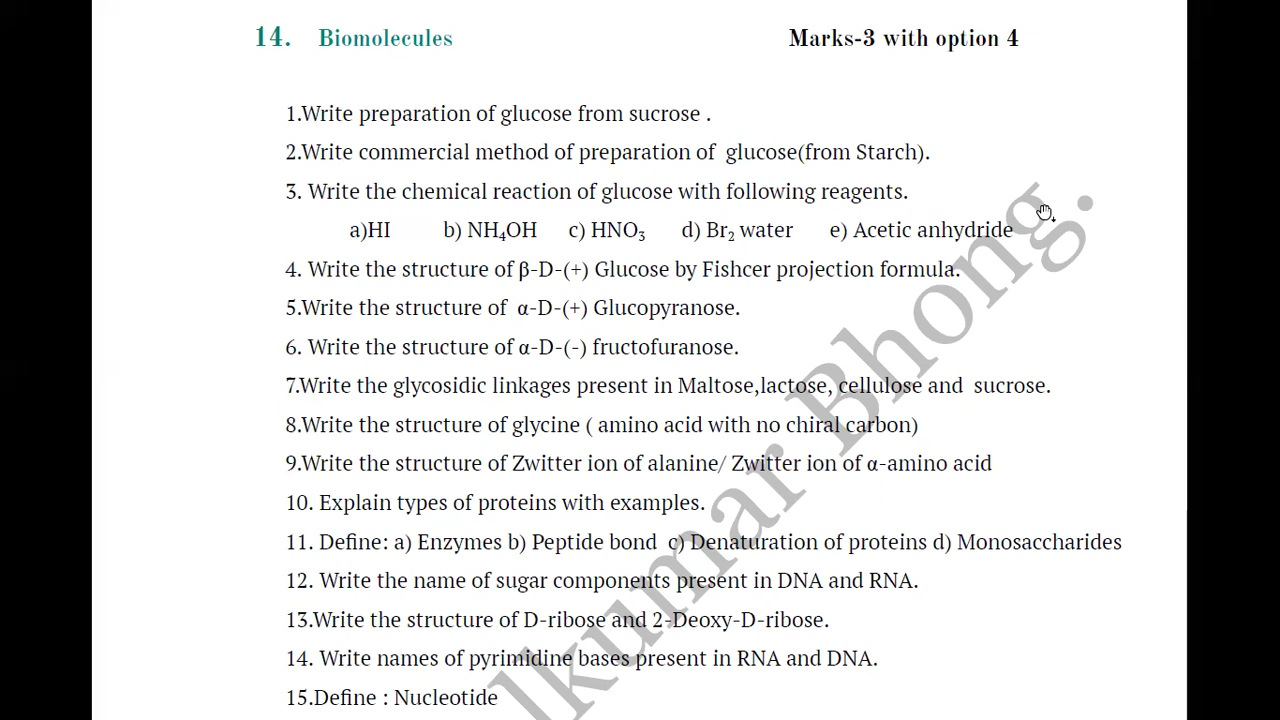 14. Biomolecules Marks-3 with option 4
1.Write preparation of glucose from sucrose .
2.Write commercial method of preparation of glucose(from Starch).
3. Write the chemical reaction of glucose with following reagents.
a)HI b) NH₄OH c) HNO₃ d) Br₂ water e) Acetic anhydride
4. Write the structure of β-D-(+) Glucose by Fishcer projection formula.
5.Write the structure of α-D-(+) Glucopyranose.
6. Write the structure of α-D-(-) fructofuranose.
7.Write the glycosidic linkages present in Maltose,lactose, cellulose and sucrose.
8.Write the structure of glycine ( amino acid with no chiral carbon)
9.Write the structure of Zwitter ion of alanine/ Zwitter ion of α-amino acid
10. Explain types of proteins with examples.
11. Define: a) Enzymes b) Peptide bond c) Denaturation of proteins d) Monosaccharides
12. Write the name of sugar components present in DNA and RNA.
13.Write the structure of D-ribose and 2-Deoxy-D-ribose.
14. Write names of pyrimidine bases present in RNA and DNA.
15.Define : Nucleotide
lkumar Bhong.